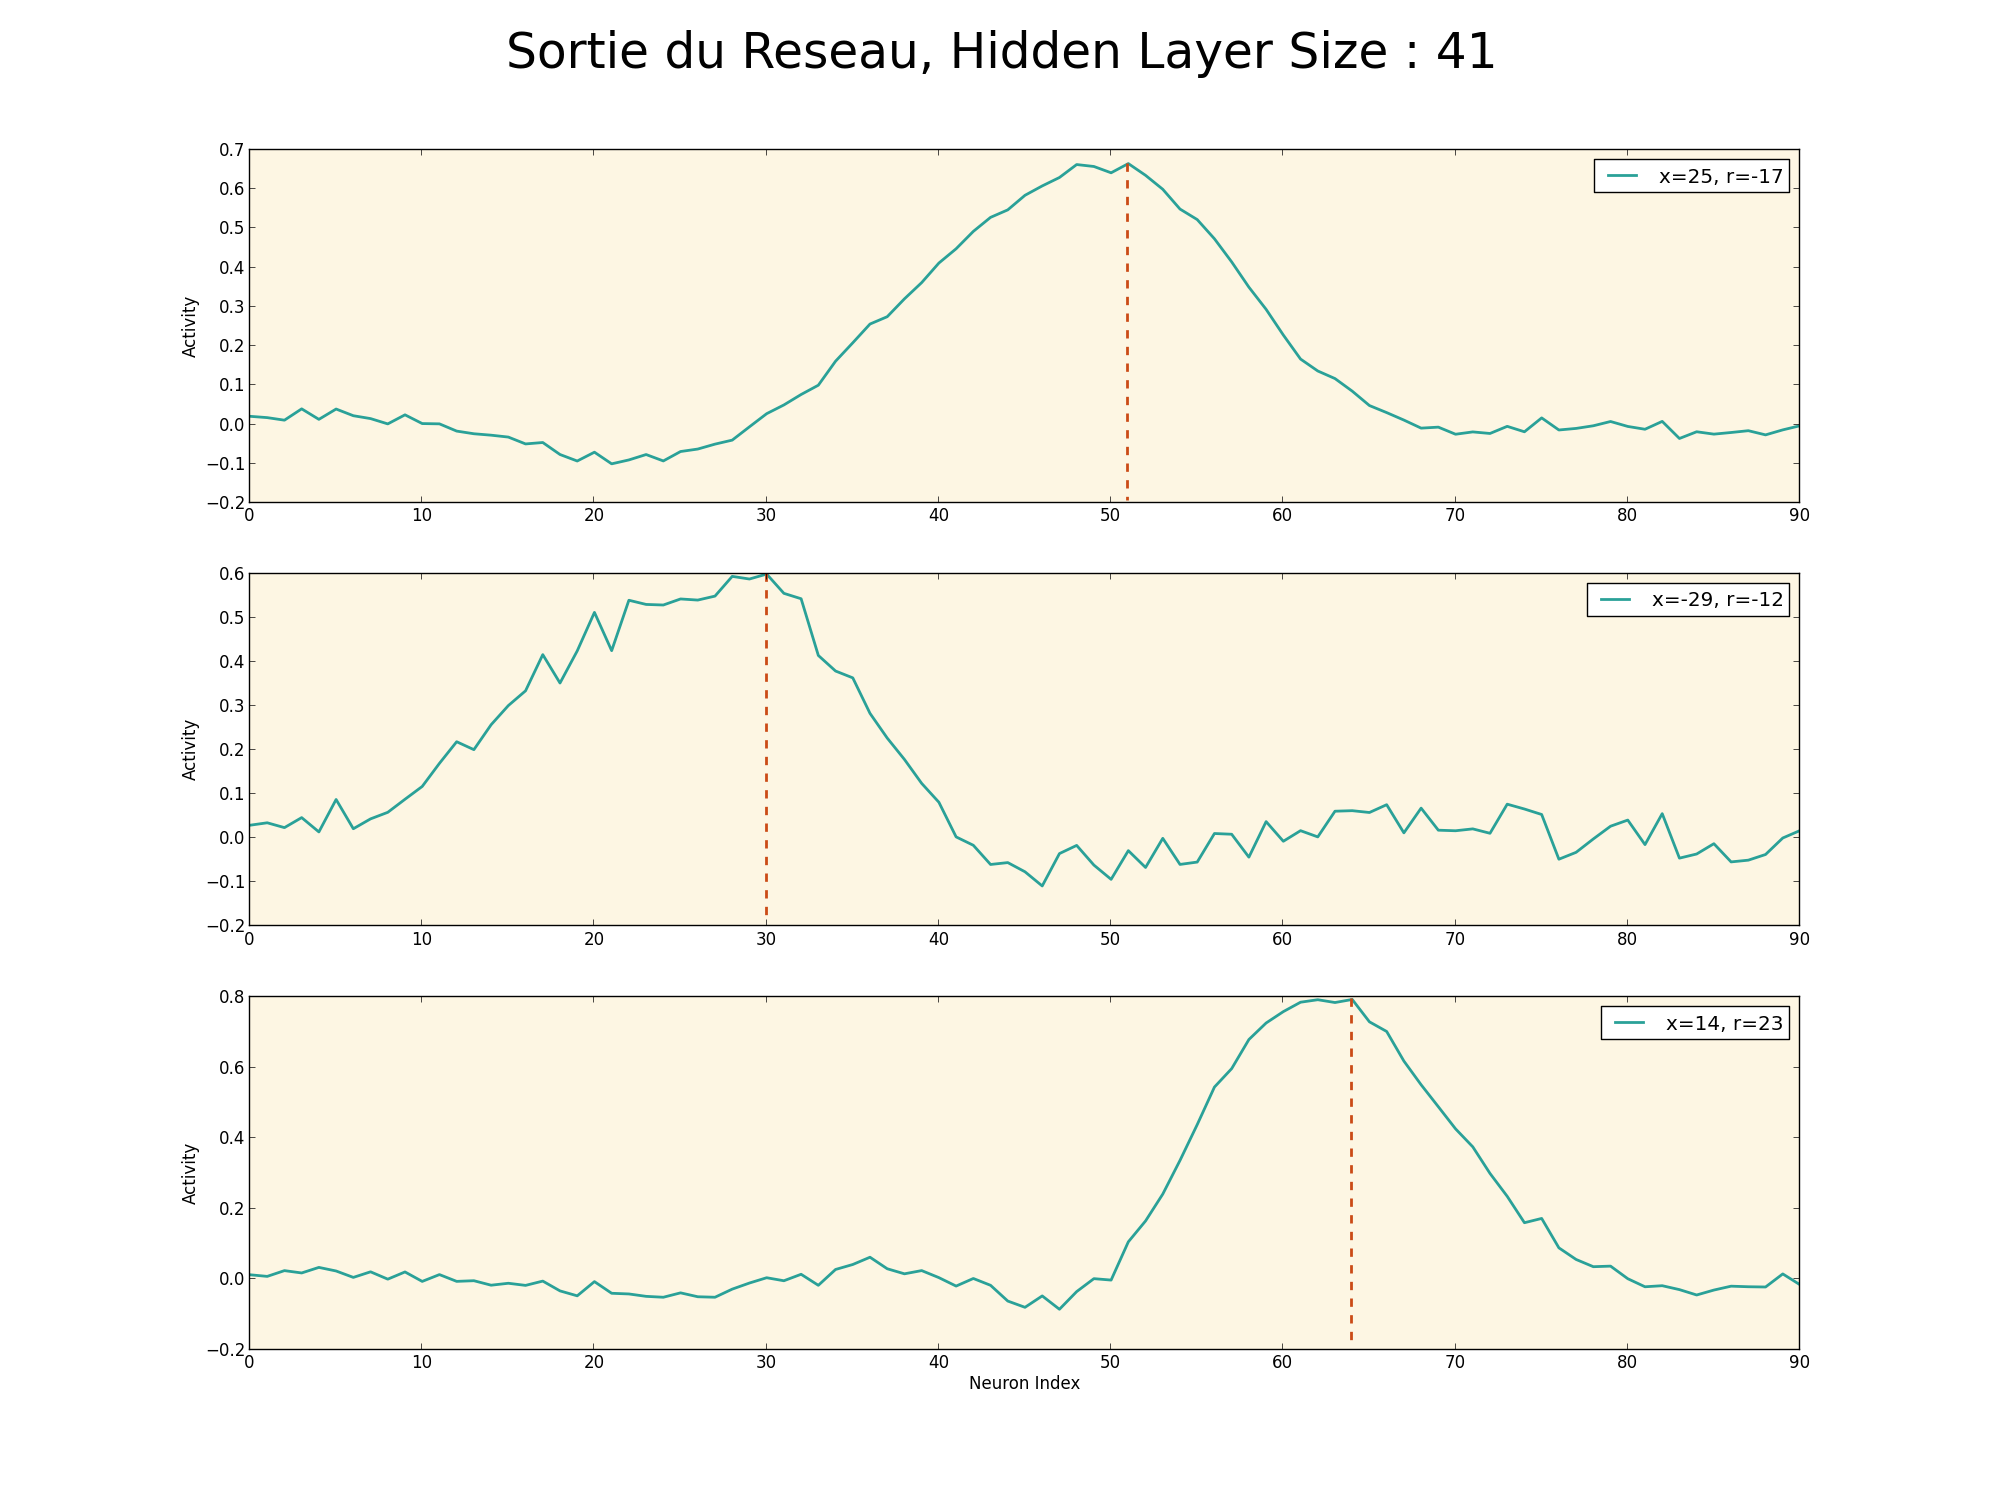 Sortie du Reseau, Hidden Layer Size : 41
0.7
0.6
0.5
0.4
0.3
0.2
0.1
0.0
−0.1
−0.2
Activity
x=25, r=-17
0 10 20 30 40 50 60 70 80 90
0.6
0.5
0.4
0.3
0.2
0.1
0.0
−0.1
−0.2
Activity
x=-29, r=-12
0 10 20 30 40 50 60 70 80 90
0.8
0.6
0.4
0.2
0.0
−0.2
Activity
x=14, r=23
0 10 20 30 40 50 60 70 80 90
Neuron Index